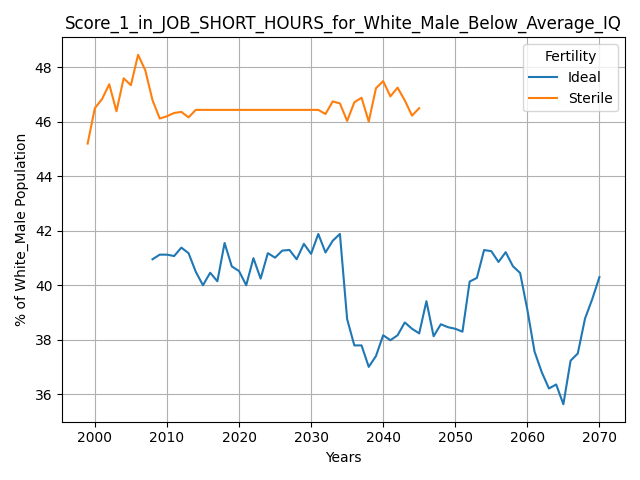 Score_1_in_JOB_SHORT_HOURS_for_White_Male_Below_Average_IQ
Fertility
Ideal
Sterile
% of White_Male Population
48
46
44
42
40
38
36
2000 2010 2020 2030 2040 2050 2060 2070
Years